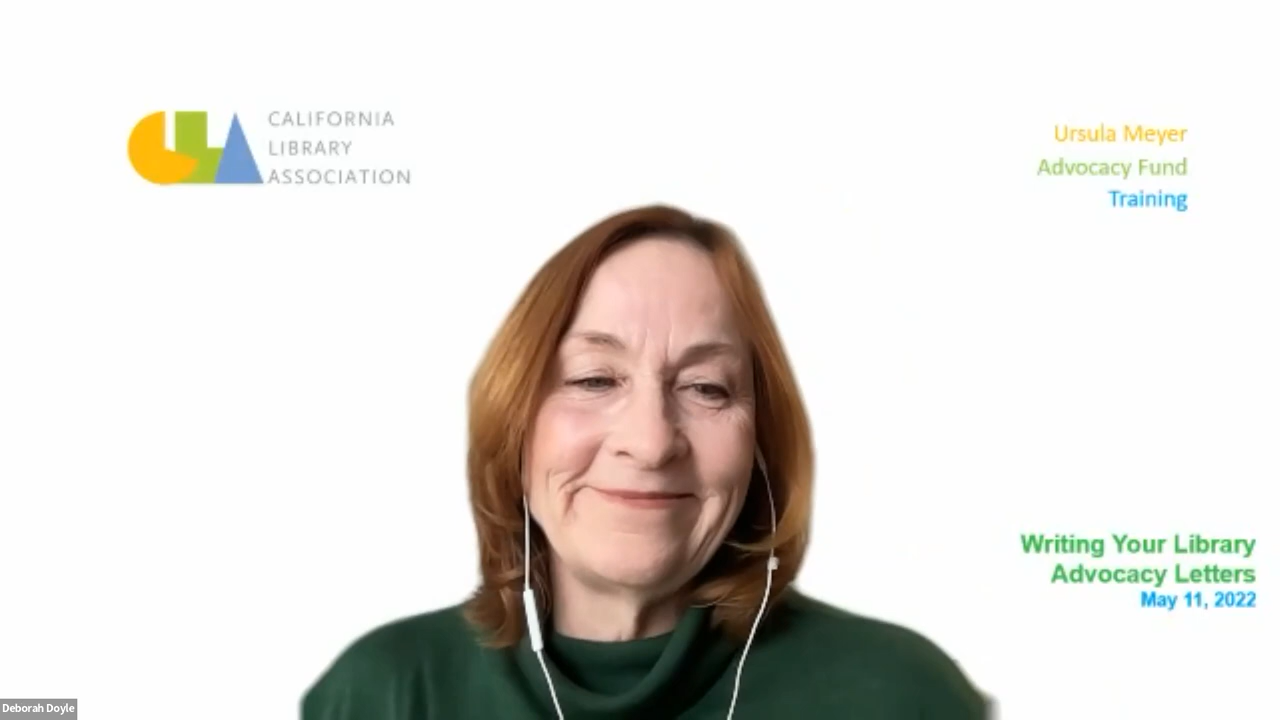 CALIFORNIA
LIBRARY
ASSOCIATION
Ursula Meyer
Advocacy Fund
Training
Writing Your Library
Advocacy Letters
May 11, 2022
Deborah Doyle